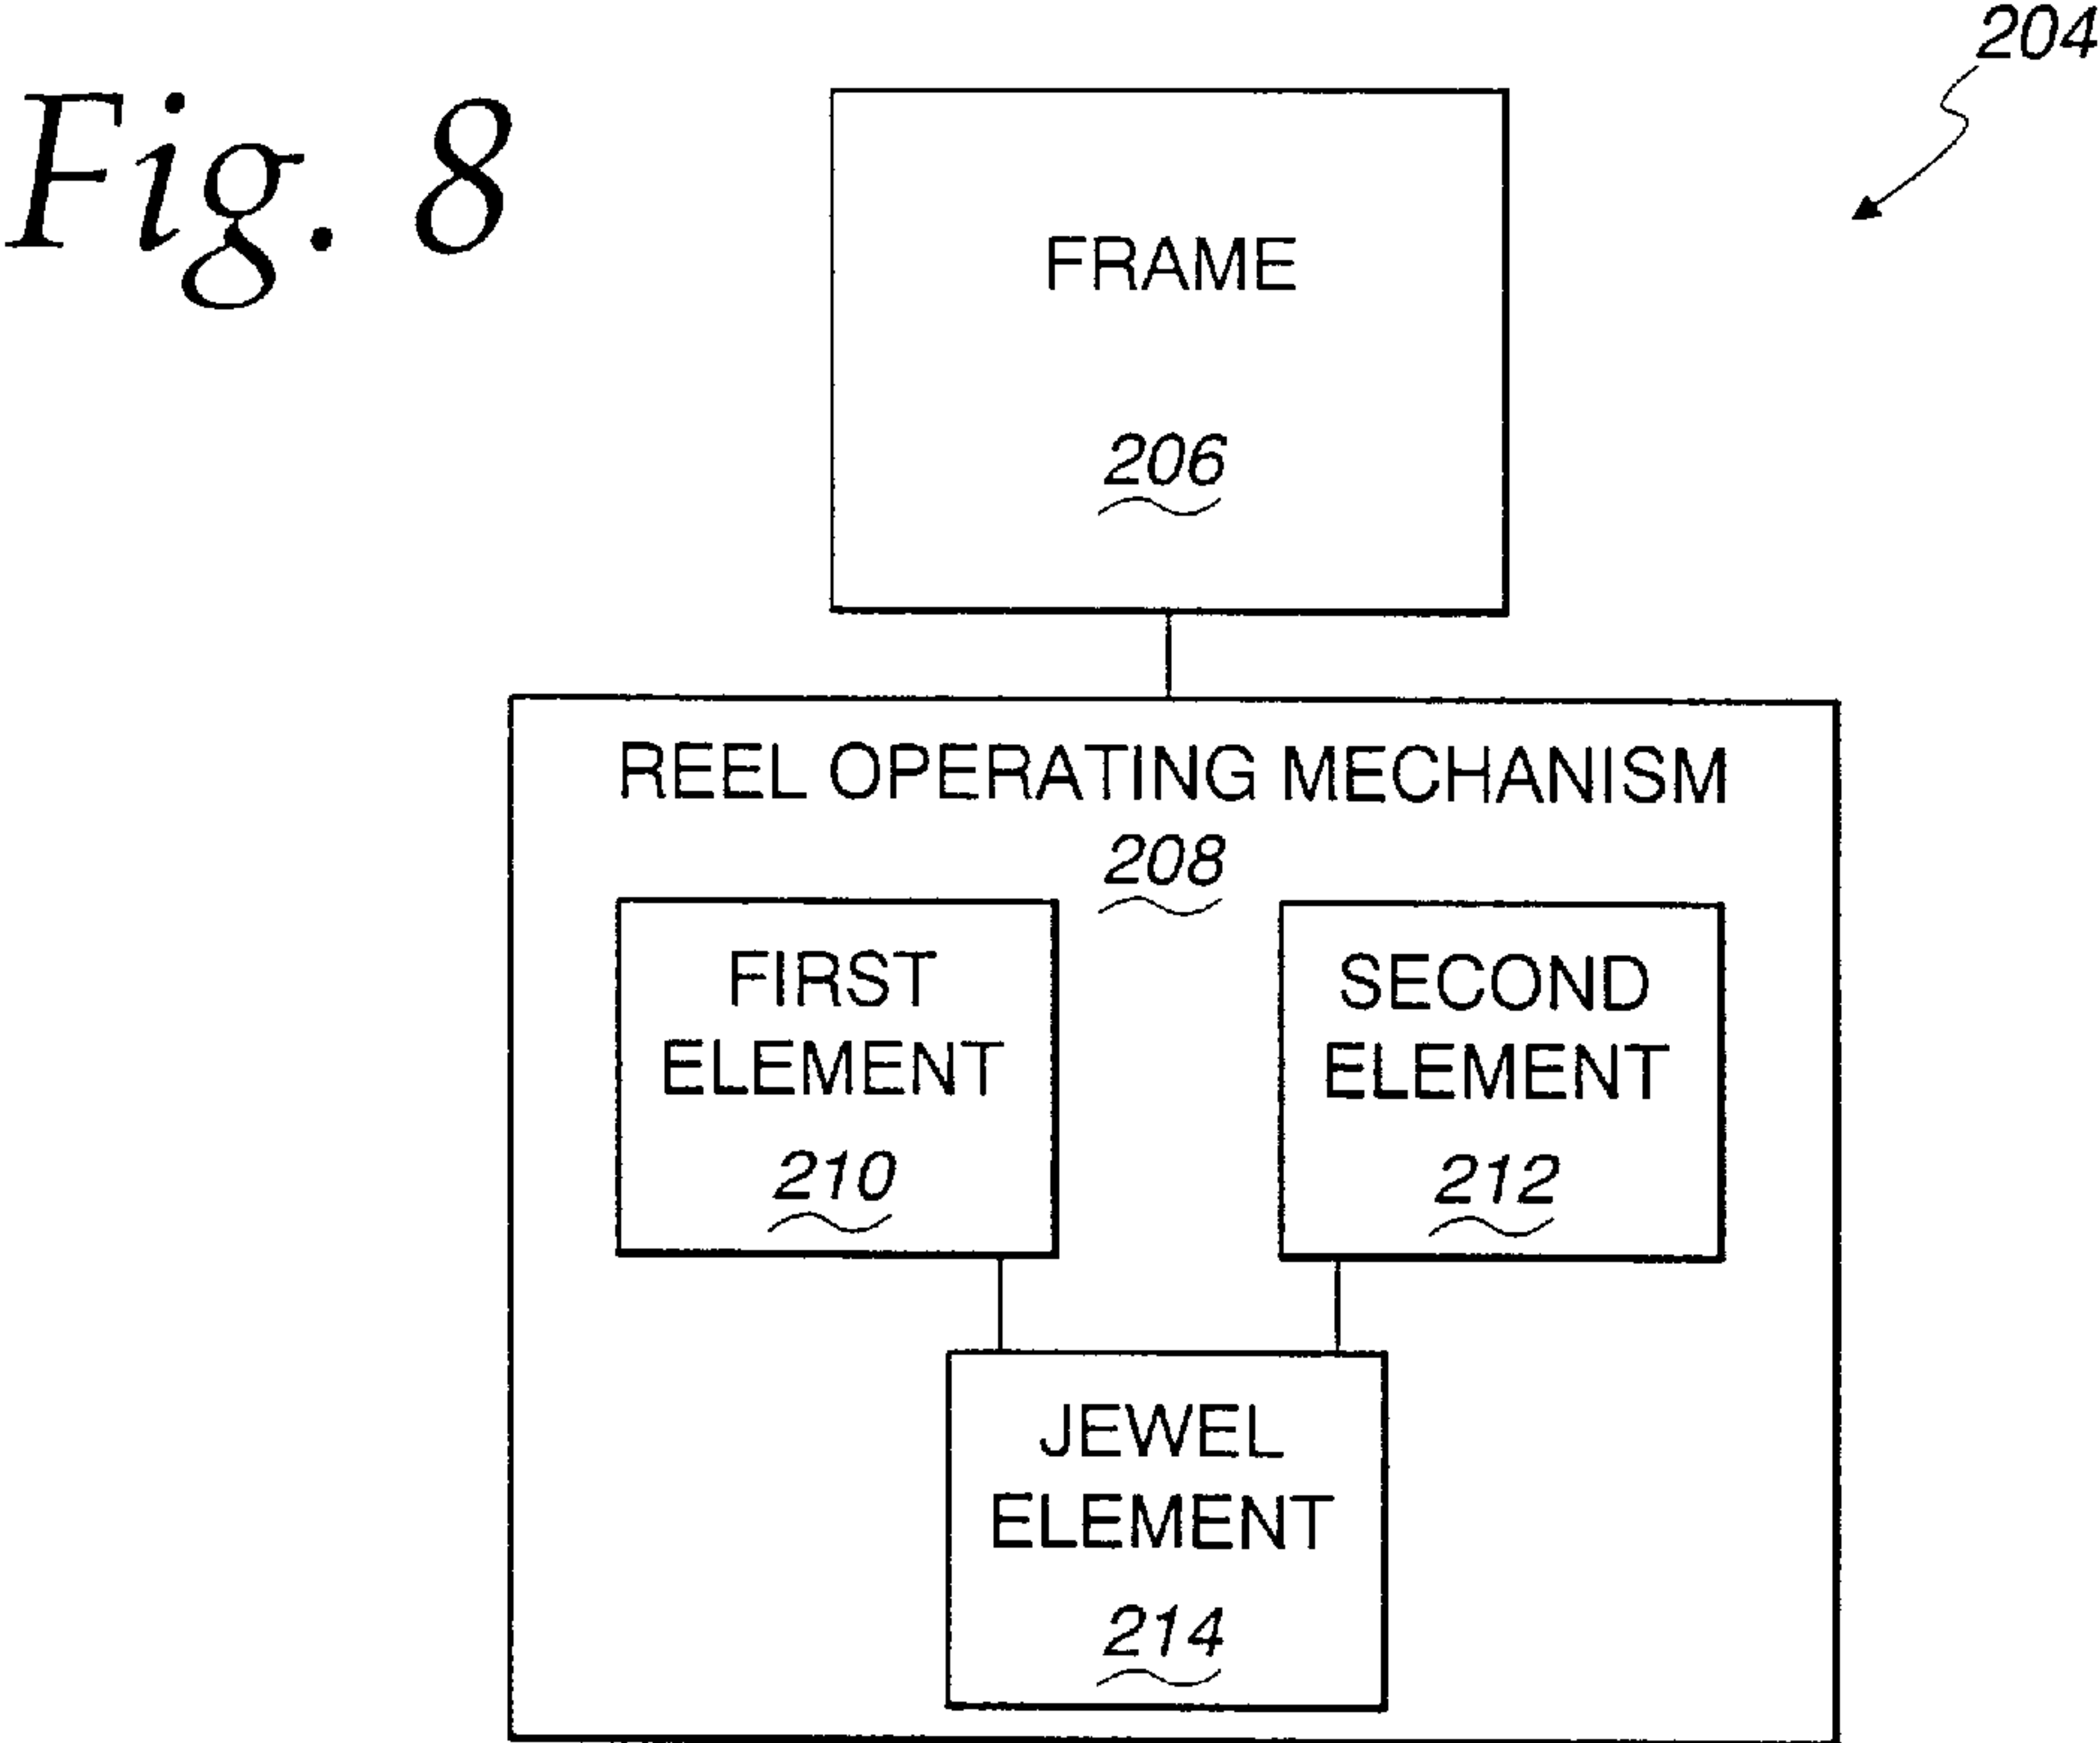 Fig. 8
204
FRAME
206
REEL OPERATING MECHANISM
208
FIRST
ELEMENT
210
SECOND
ELEMENT
212
JEWEL
ELEMENT
214